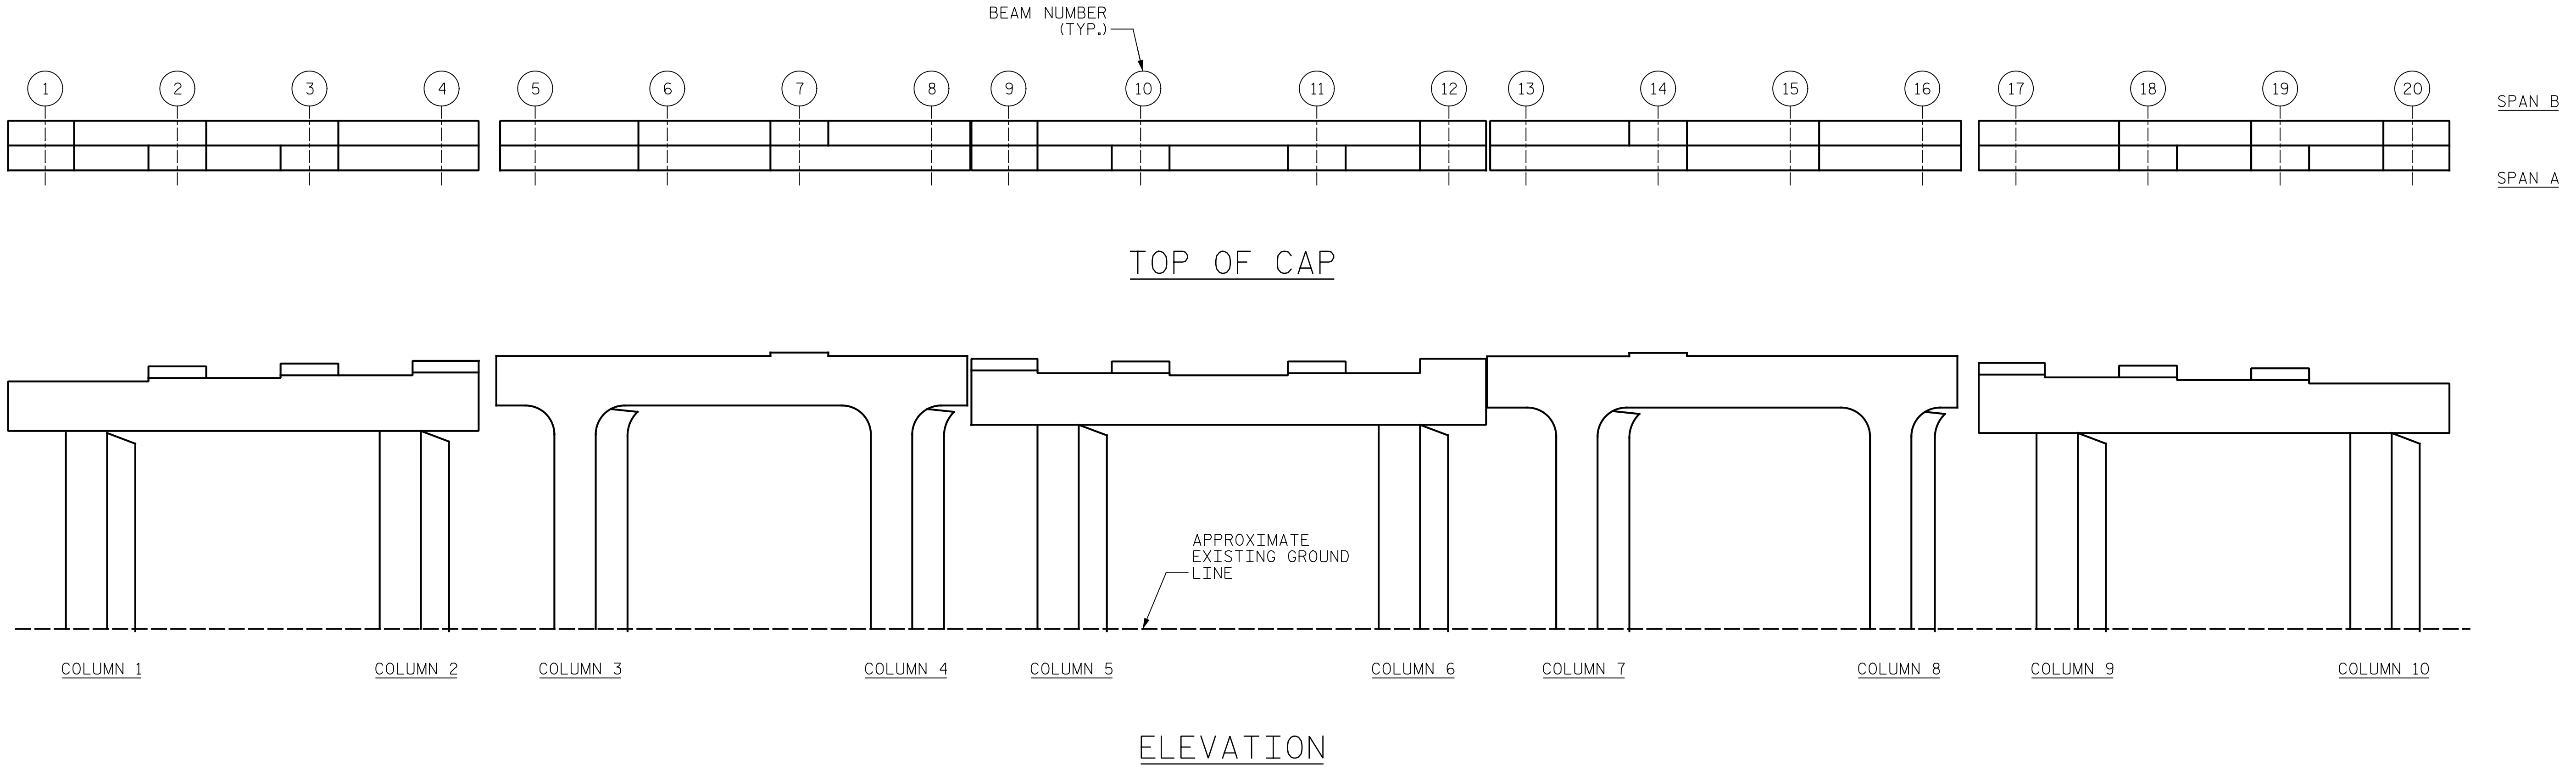 BEAM NUMBER
(TYP.)
1 2 3 4 5 6 7 8 9 10 11 12 13 14 15 16 17 18 19 20
SPAN B
SPAN A
TOP OF CAP
APPROXIMATE
EXISTING GROUND
LINE
COLUMN 1 COLUMN 2 COLUMN 3 COLUMN 4 COLUMN 5 COLUMN 6 COLUMN 7 COLUMN 8 COLUMN 9 COLUMN 10
ELEVATION